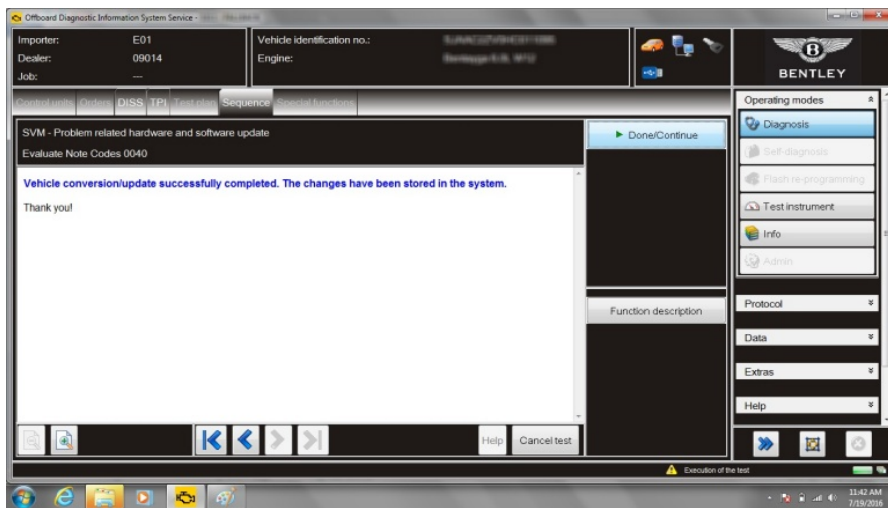 Offboard Diagnostic Information System Service -
Importer: E01
Dealer: 09014
Job: ---
Vehicle identification no.:
Engine:
BENTLEY
Control units Orders DISS TPI Test plan Sequence Special functions
SVM - Problem related hardware and software update
Evaluate Note Codes 0040
Vehicle conversion/update successfully completed. The changes have been stored in the system.
Thank you!
Done/Continue
Function description
Help
Cancel test
Operating modes
Diagnosis
Self-diagnosis
Flash re-programming
Test instrument
Info
Admin
Protocol
Data
Extras
Help
Execution of the test
11:42 AM
7/19/2016